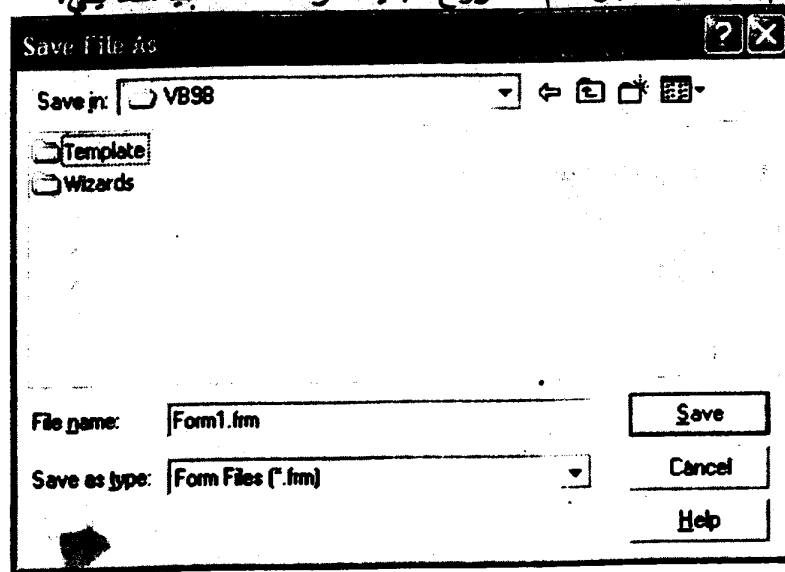 Save File As
Save in: VB98
Template
Wizards
File name: Form1.frm
Save
Save as type: Form Files (*.frm)
Cancel
Help